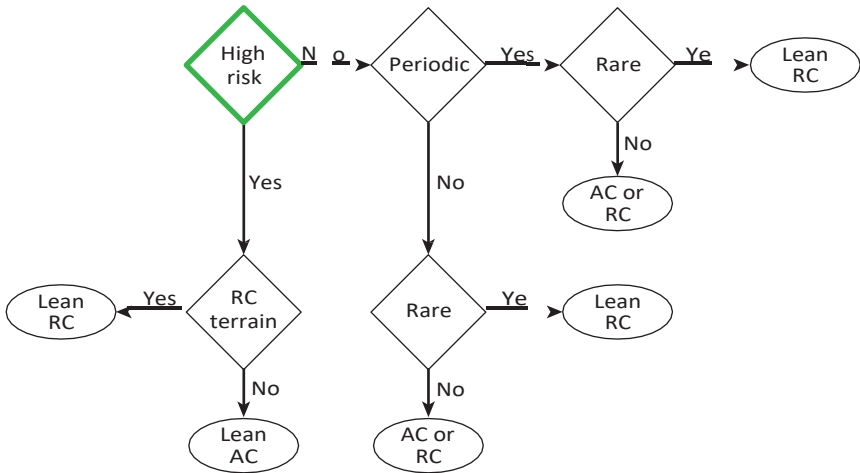 High
risk
N o
Periodic
Yes
Rare
Ye
Lean
RC
Yes
No
No
AC or
RC
Lean
RC
Yes
RC
terrain
Rare
Ye
Lean
RC
No
No
Lean
AC
AC or
RC